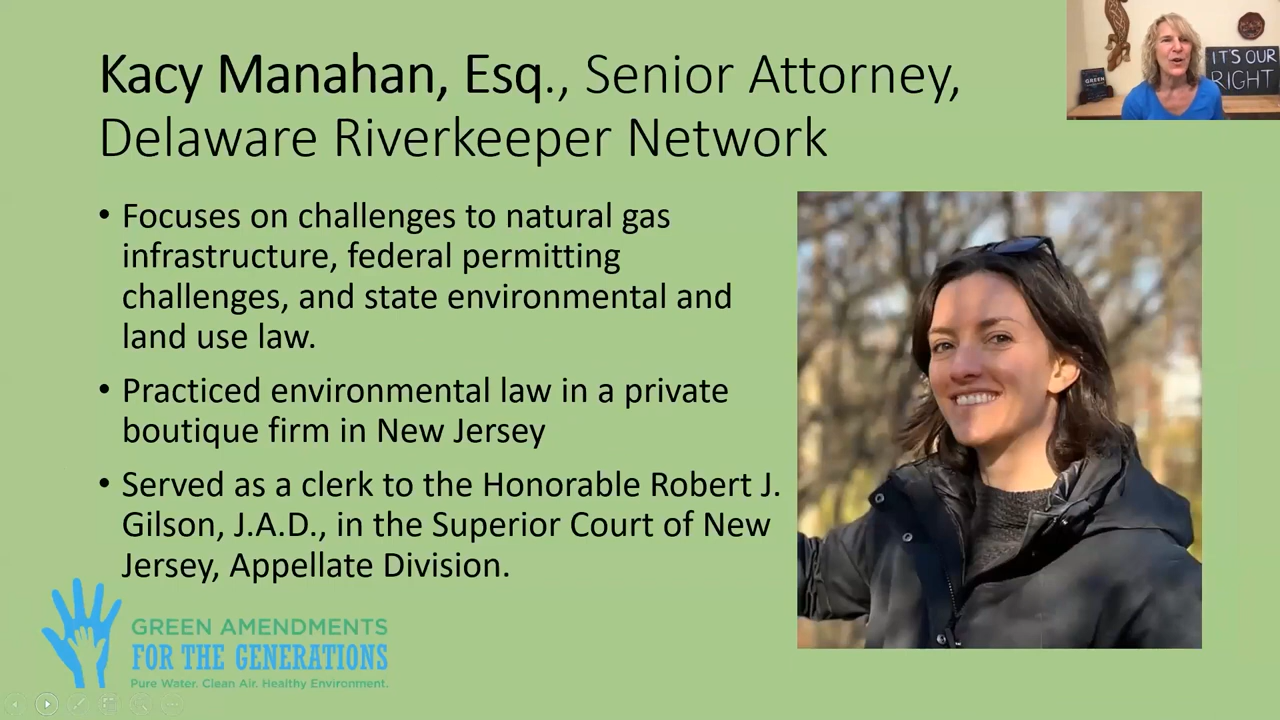 Kacy Manahan, Esq., Senior Attorney,
Delaware Riverkeeper Network
IT'S OUR
RIGHT
GREEN
• Focuses on challenges to natural gas
infrastructure, federal permitting
challenges, and state environmental and
land use law.
• Practiced environmental law in a private
boutique firm in New Jersey
• Served as a clerk to the Honorable Robert J.
Gilson, J.A.D., in the Superior Court of New
Jersey, Appellate Division.
GREEN AMENDMENTS
FOR THE GENERATIONS
Pure Water. Clean Air. Healthy Environment.